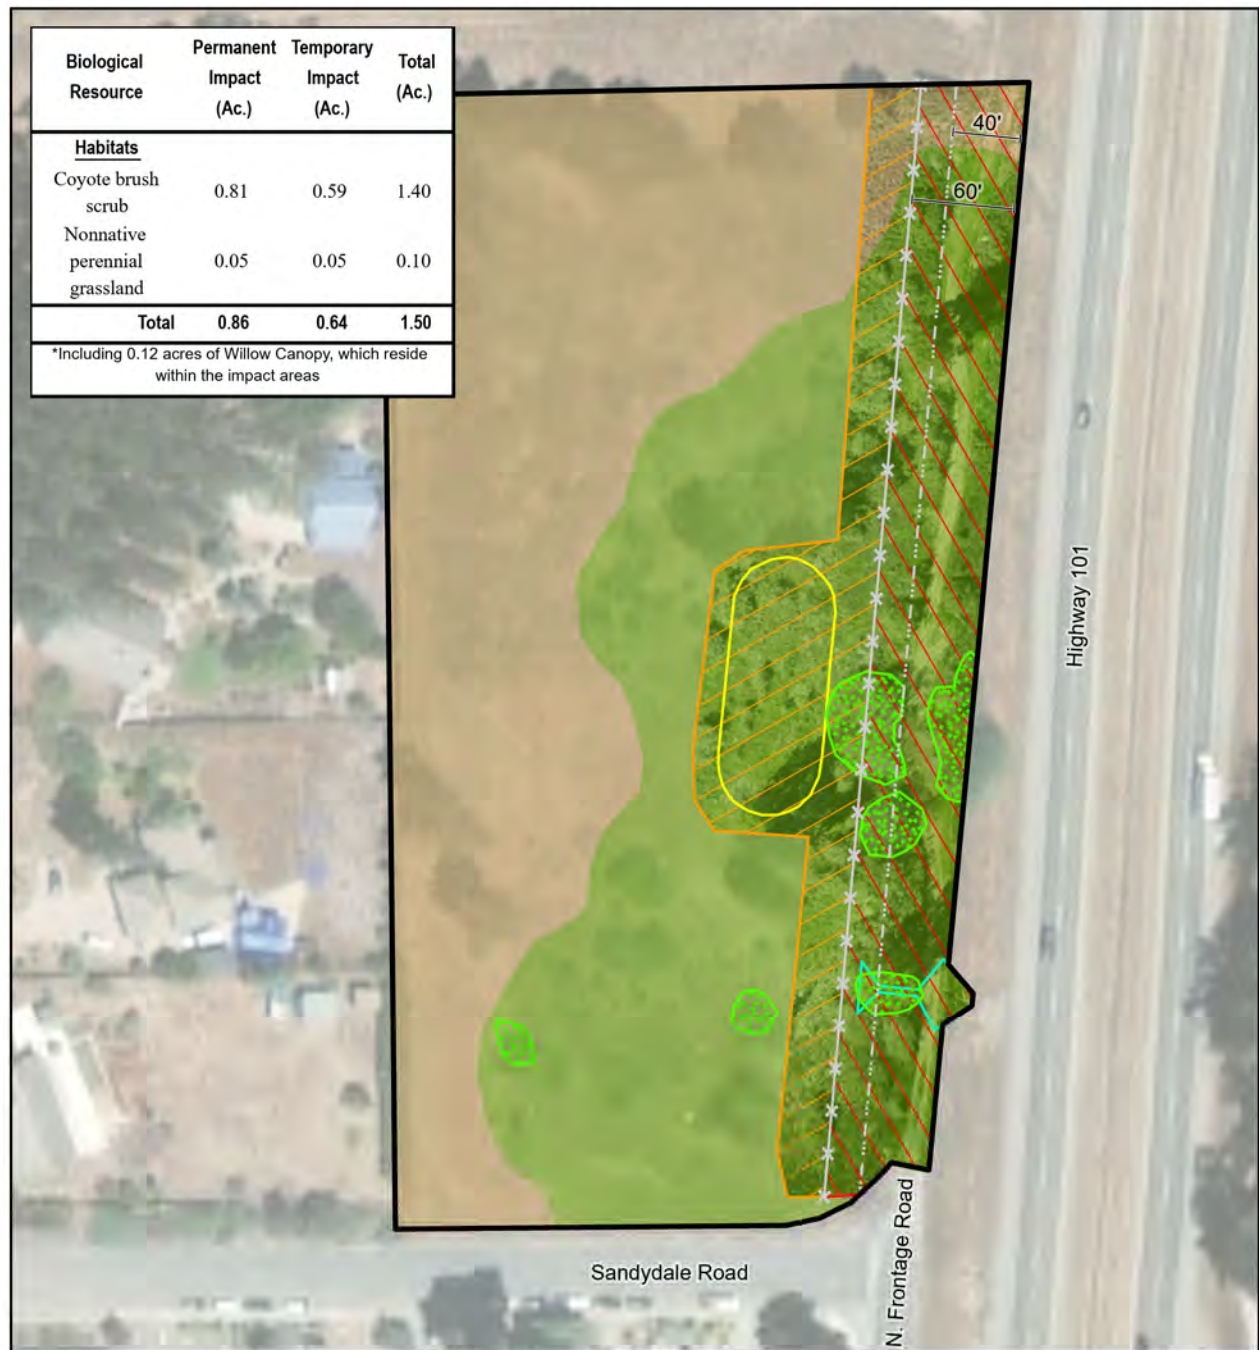 Biological Permanent Temporary Total
Resource Impact Impact (Ac.)
(Ac.) (Ac.)
Habitats
Coyote brush
scrub 0.81 0.59 1.40
Nonnative
perennial 0.05 0.05 0.10
grassland
Total 0.86 0.64 1.50
*Including 0.12 acres of Willow Canopy, which reside
within the impact areas
40'
60'
Highway 101
Sandydale Road
N. Frontage Road